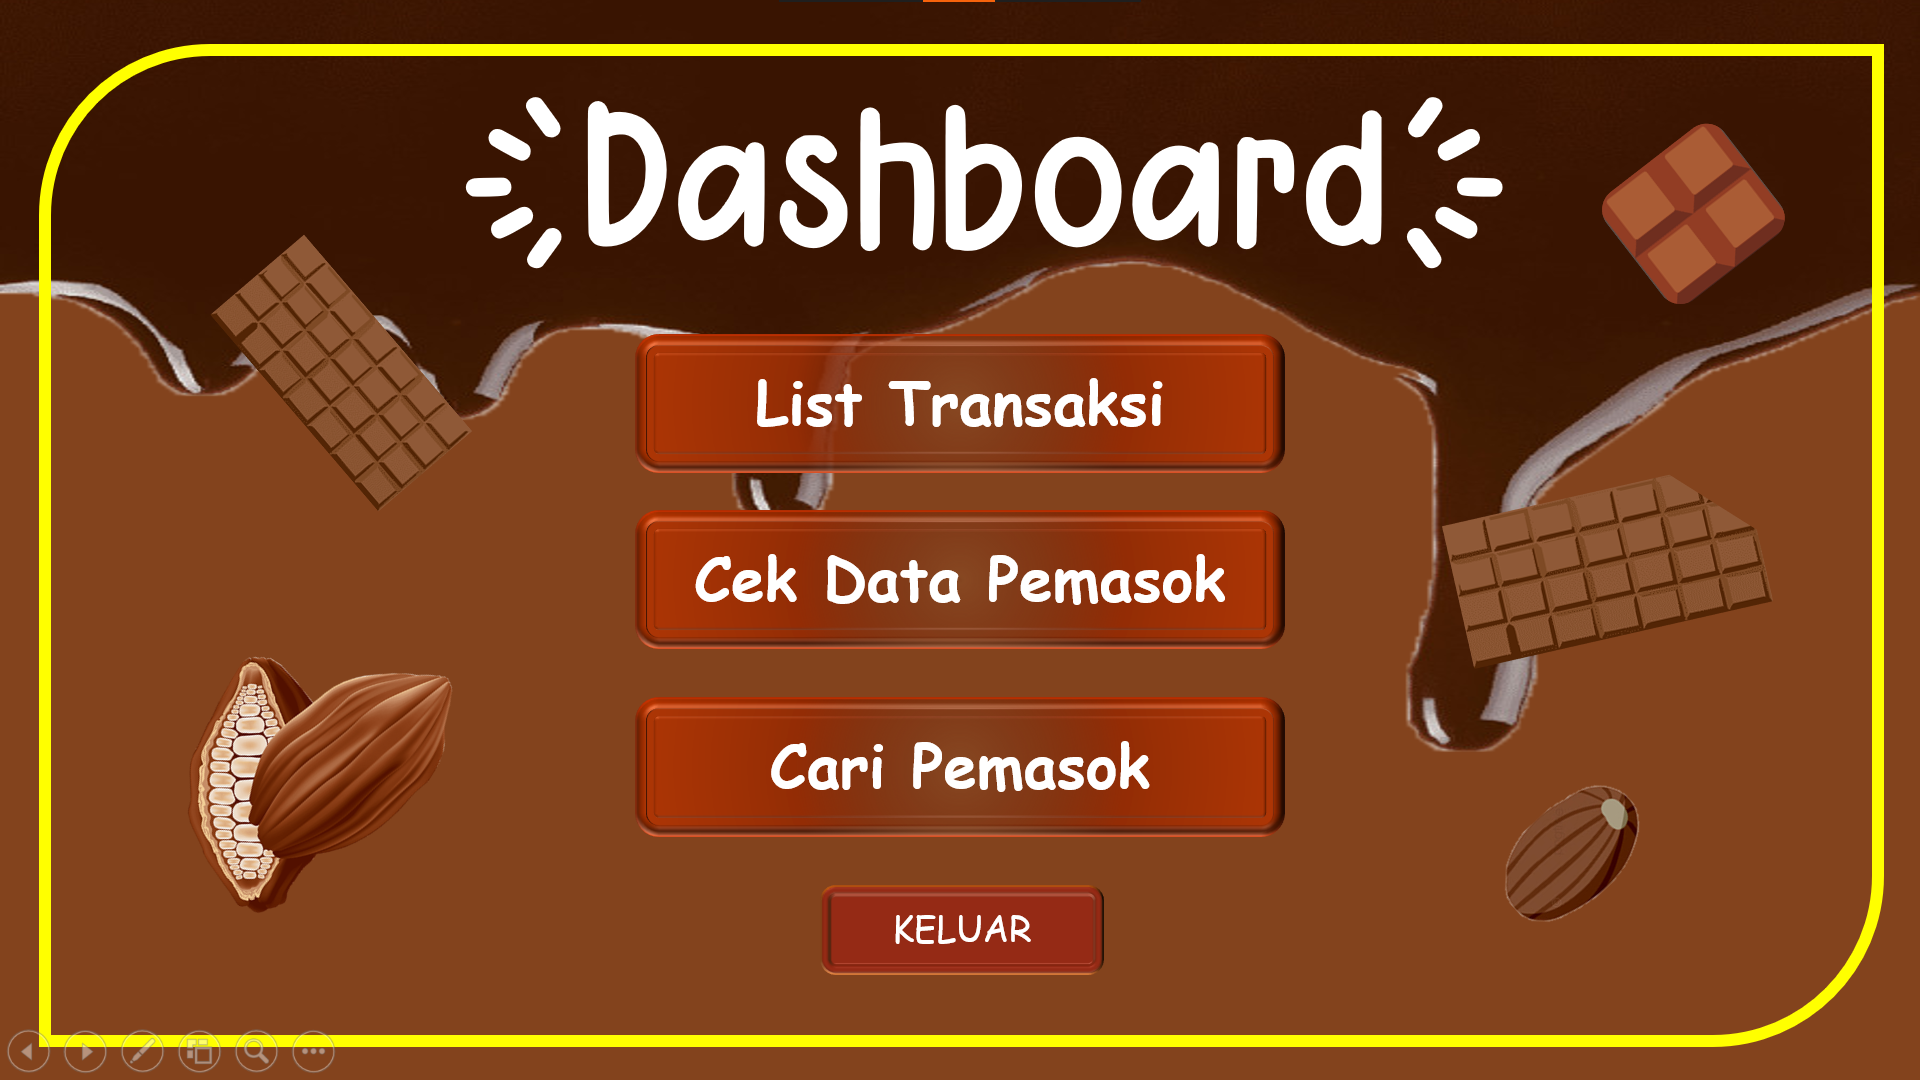 Dashboard
List Transaksi
Cek Data Pemasok
Cari Pemasok
KELUAR